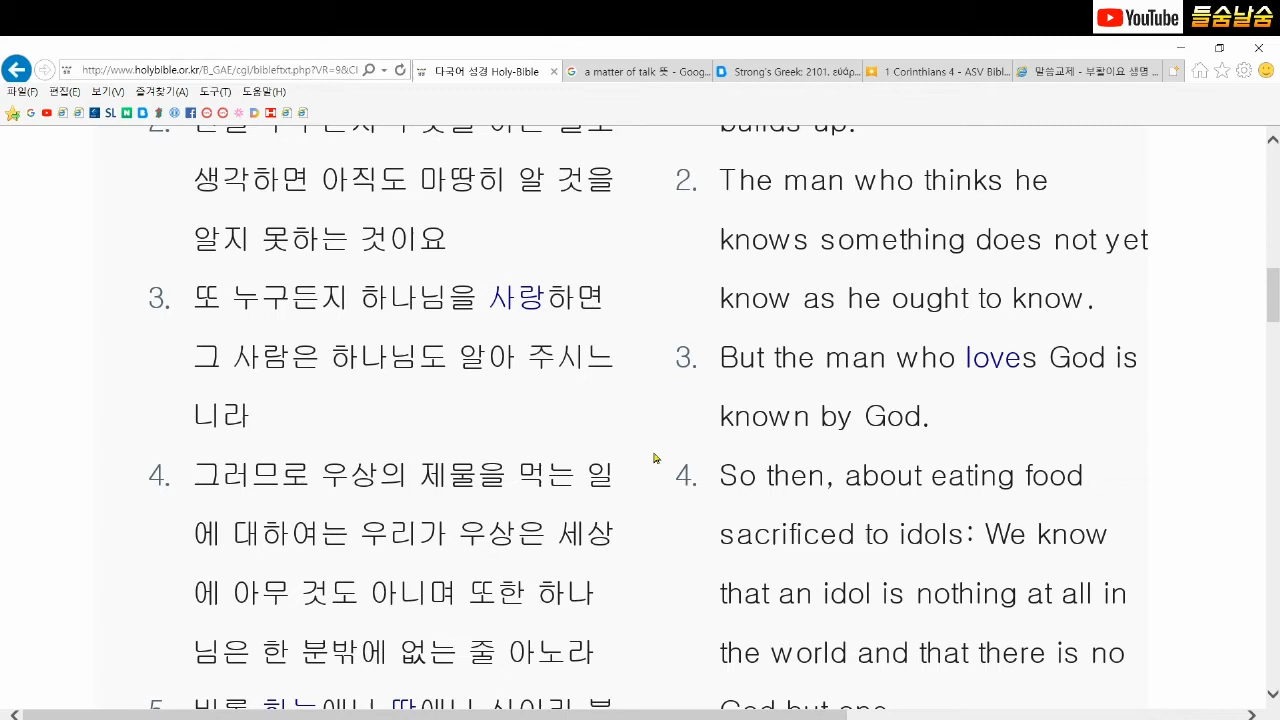 YouTube 들숨날숨
http://www.holybible.or.kr/B_GAE/cgi/bibleftxt.php?VR=9&CI
다국어 성경 Holy-Bible
a matter of talk 뜻 - Goog...
Strong's Greek: 2101. εὐάρ...
1 Corinthians 4 - ASV Bibl...
말씀교제 - 부활이요 생명 ...
파일(F) 편집(E) 보기(V) 즐겨찾기(A) 도구(T) 도움말(H)
2.
생각하면 아직도 마땅히 알 것을
알지 못하는 것이요
3. 또 누구든지 하나님을 사랑하면
그 사람은 하나님도 알아 주시느
니라
4. 그러므로 우상의 제물을 먹는 일
에 대하여는 우리가 우상은 세상
에 아무 것도 아니며 또한 하나
님은 한 분밖에 없는 줄 아노라
builds up.
2. The man who thinks he
knows something does not yet
know as he ought to know.
3. But the man who loves God is
known by God.
4. So then, about eating food
sacrificed to idols: We know
that an idol is nothing at all in
the world and that there is no
God but one